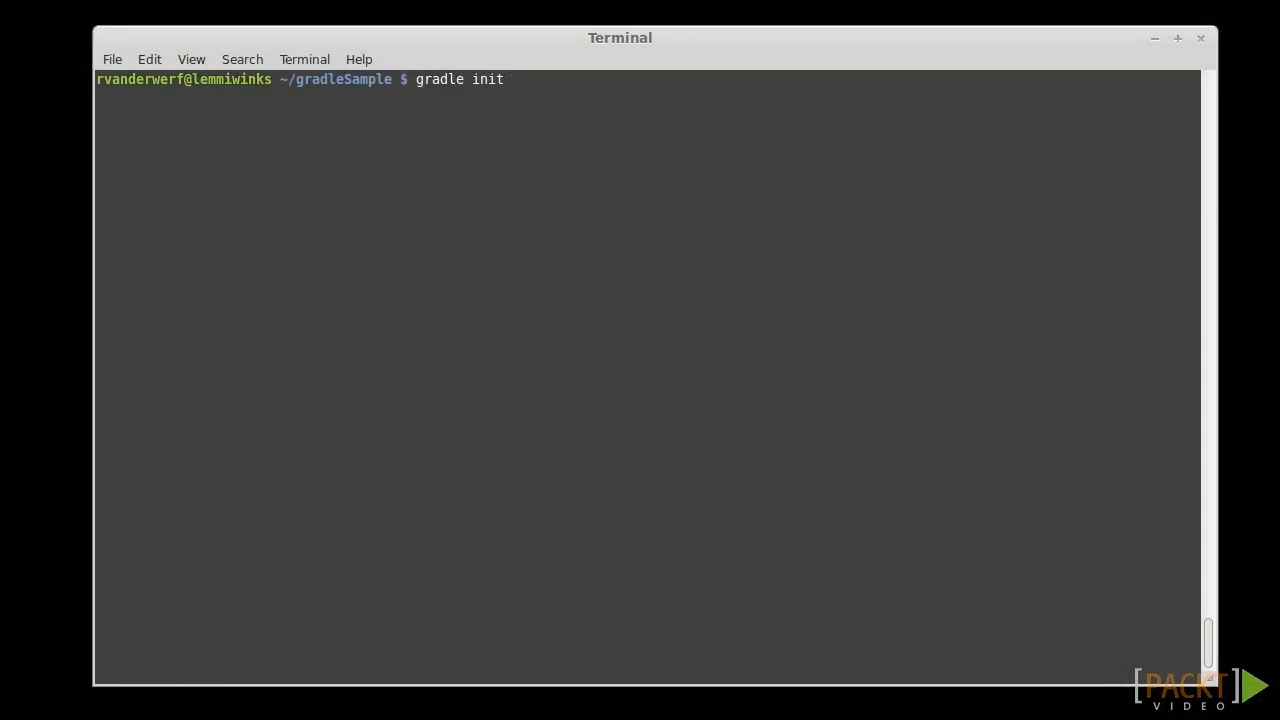 Terminal
File Edit View Search Terminal Help
rvanderwerf@lemmiwinks ~/gradleSample $ gradle init
[PACKT]
VIDEO